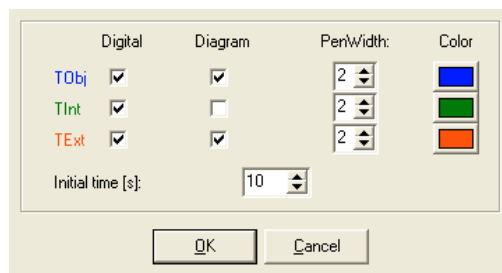 Digital Diagram PenWidth: Color
TObj 2
TInt 2
TExt 2
Initial time [s]: 10
OK Cancel